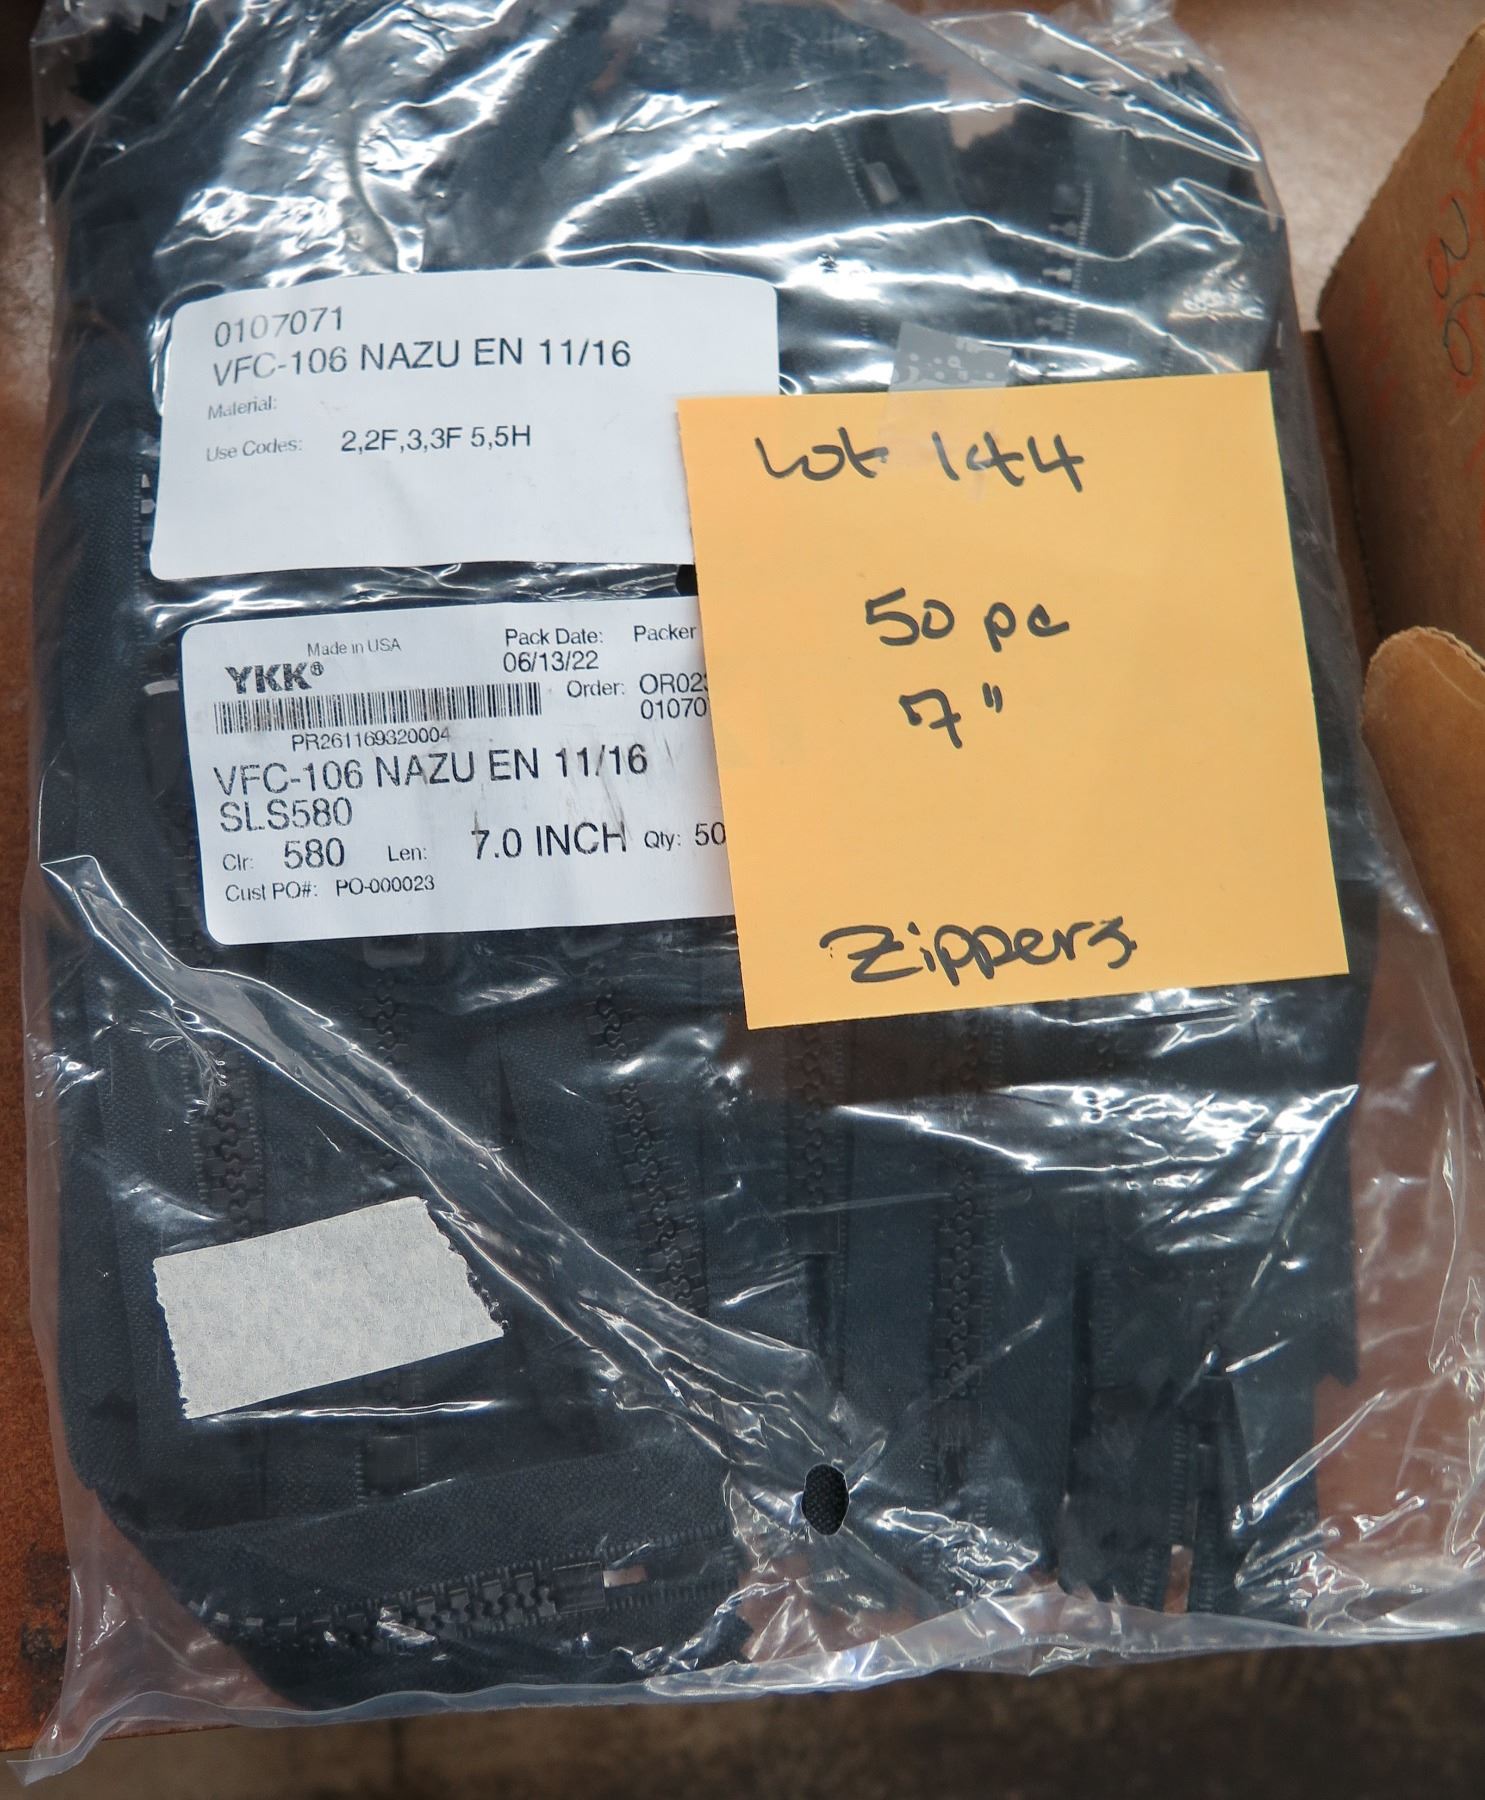 0107071
VFC-106 NAZU EN 11/16
Material:
Use Codes: 2,2F,3,3F 5,5H
Made in USA
YKK®
Pack Date: Packer
06/13/22
Order: OR023
01070
PR261169320004
VFC-106 NAZU EN 11/16
SLS580
Clr: 580 Len: 7.0 INCH Qty: 50
Cust PO#: PO-000023
Lot 144
50 pc
7"
Zippers